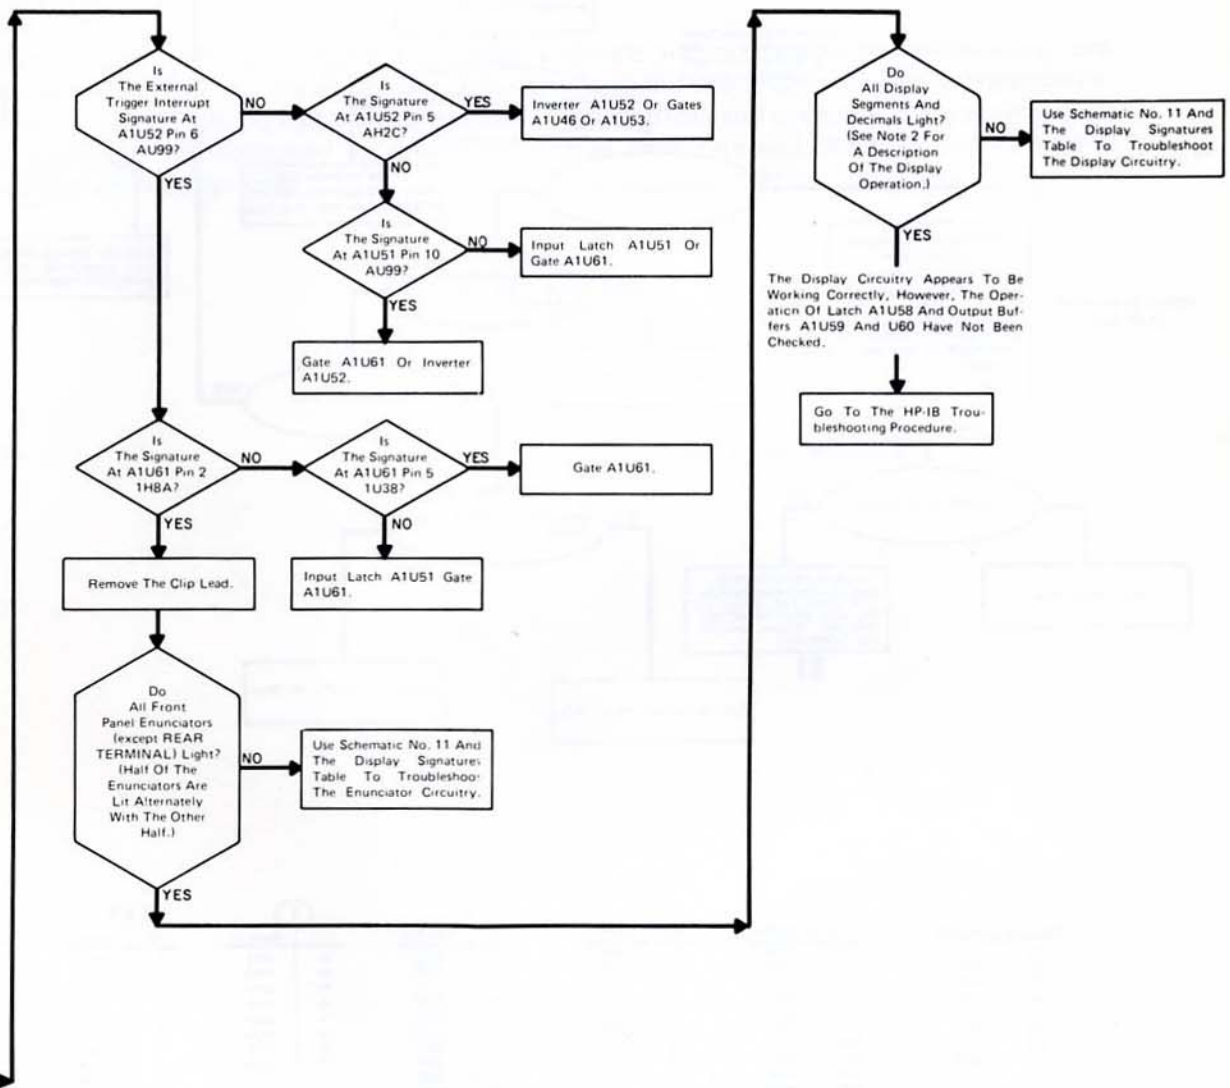 Is
The External
Trigger Interrupt
Signature At
A1U52 Pin 6
AU99?
NO
YES
Is
The Signature
At A1U52 Pin 5
AH2C?
YES
NO
Inverter A1U52 Or Gates
A1U46 Or A1U53.
Is
The Signature
At A1U51 Pin 10
AU99?
NO
YES
Input Latch A1U51 Or
Gate A1U61.
Gate A1U61 Or Inverter
A1U52.
Is
The Signature
At A1U61 Pin 2
1H8A?
NO
YES
Is
The Signature
At A1U61 Pin 5
1U38?
YES
NO
Gate A1U61.
Input Latch A1U51 Gate
A1U61.
Remove The Clip Lead.
Do
All Front
Panel Enunciators
(except REAR
TERMINAL) Light?
(Half Of The
Enunciators Are
Lit Alternately
With The Other
Half.)
NO
YES
Use Schematic No. 11 And
The Display Signatures
Table To Troubleshoot
The Enunciator Circuitry.
Do
All Display
Segments And
Decimals Light?
(See Note 2 For
A Description
Of The Display
Operation.)
NO
YES
Use Schematic No. 11 And
The Display Signatures
Table To Troubleshoot
The Display Circuitry.
The Display Circuitry Appears To Be
Working Correctly, However, The Oper-
ation Of Latch A1U58 And Output Buf-
fers A1U59 And U60 Have Not Been
Checked.
Go To The HP-IB Trou-
bleshooting Procedure.